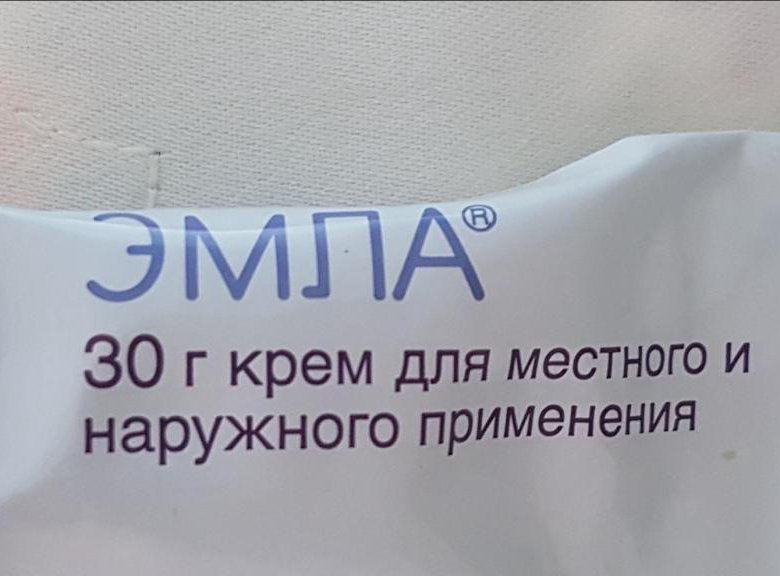 ЭМЛА®
30 г крем для местного и
наружного применения